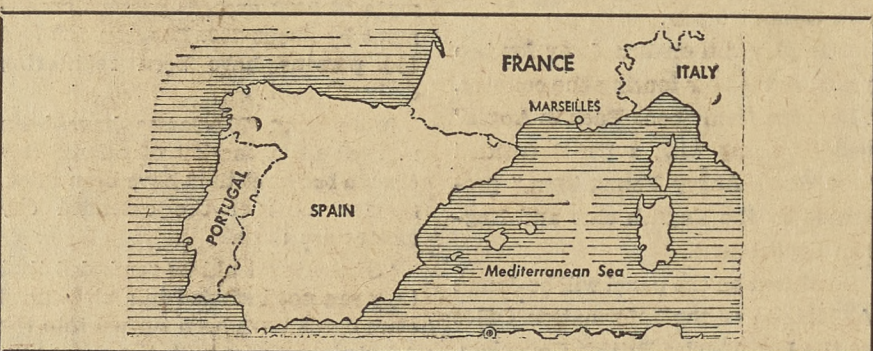 FRANCE
ITALY
MARSEILLES
PORTUGAL
SPAIN
Mediterranean Sea